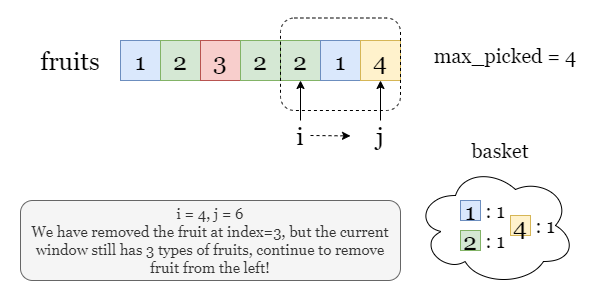 fruits 1 2 3 2 2 1 4 max_picked = 4
i j
basket
1 : 1
4 : 1
2 : 1
i = 4, j = 6
We have removed the fruit at index=3, but the current
window still has 3 types of fruits, continue to remove
fruit from the left!